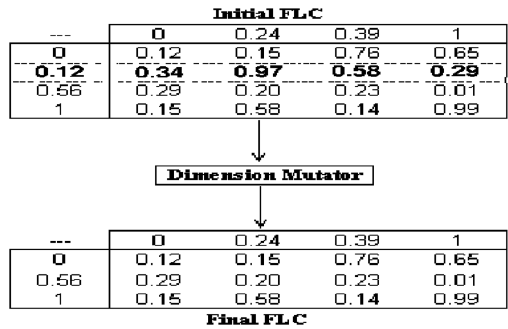 Initial FLC
--- 0 0.24 0.39 1
0 0.12 0.15 0.76 0.65
0.12 0.34 0.97 0.58 0.29
0.56 0.29 0.20 0.23 0.01
1 0.15 0.58 0.14 0.99
Dimension Mutator
--- 0 0.24 0.39 1
0 0.12 0.15 0.76 0.65
0.56 0.29 0.20 0.23 0.01
1 0.15 0.58 0.14 0.99
Final FLC